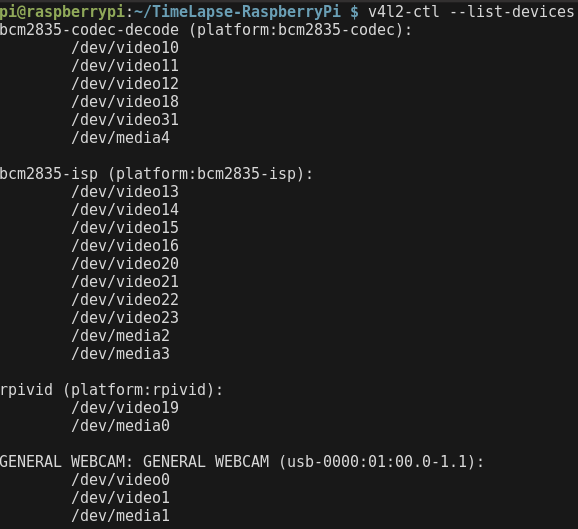 pi@raspberrypi:~/TimeLapse-RaspberryPi $ v4l2-ctl --list-devices
bcm2835-codec-decode (platform:bcm2835-codec):
/dev/video10
/dev/video11
/dev/video12
/dev/video18
/dev/video31
/dev/media4
bcm2835-isp (platform:bcm2835-isp):
/dev/video13
/dev/video14
/dev/video15
/dev/video16
/dev/video20
/dev/video21
/dev/video22
/dev/video23
/dev/media2
/dev/media3
rpivid (platform:rpivid):
/dev/video19
/dev/media0
GENERAL WEBCAM: GENERAL WEBCAM (usb-0000:01:00.0-1.1):
/dev/video0
/dev/video1
/dev/media1